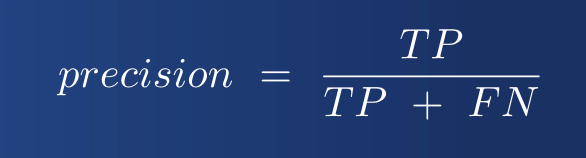 precision = TP / TP + FN